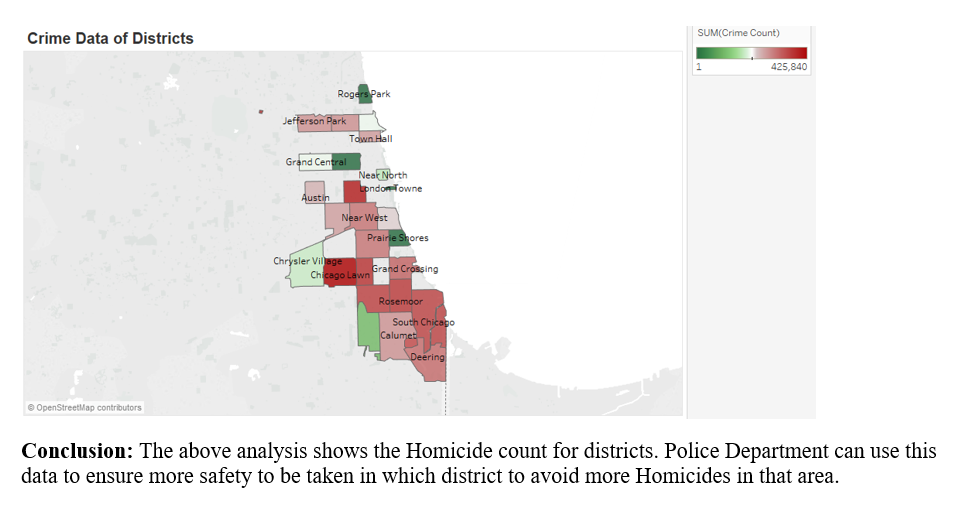 Crime Data of Districts
SUM(Crime Count)
1
425,840
Rogers Park
Jefferson Park
Town Hall
Grand Central
Near North
London Towne
Austin
Near West
Prairie Shores
Chrysler Village
Grand Crossing
Chicago Lawn
Rosemoor
South Chicago
Calumet
Deering
© OpenStreetMap contributors
Conclusion: The above analysis shows the Homicide count for districts. Police Department can use this
data to ensure more safety to be taken in which district to avoid more Homicides in that area.